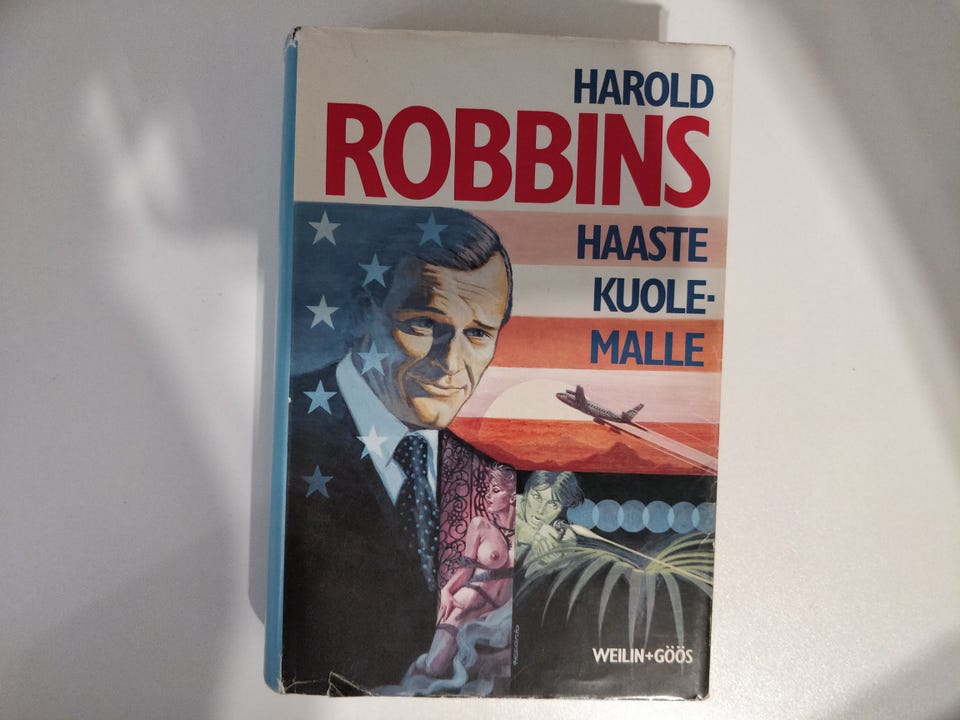 HAROLD
ROBBINS
HAASTE
KUOLE-
MALLE
WEILIN+GÖÖS